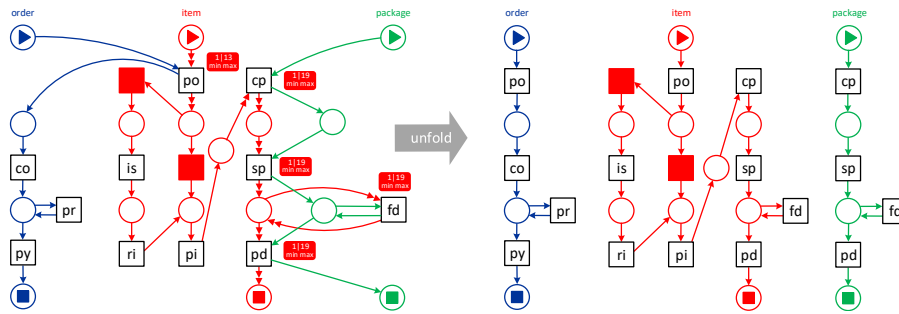 order
item
package
order
item
package
1|13
min max
po
cp
1|19
min max
po
po
cp
cp
co
is
sp
1|19
min max
unfold
co
is
sp
sp
1|19
min max
pr
fd
pr
fd
fd
py
ri
pi
pd
1|19
min max
py
ri
pi
pd
pd